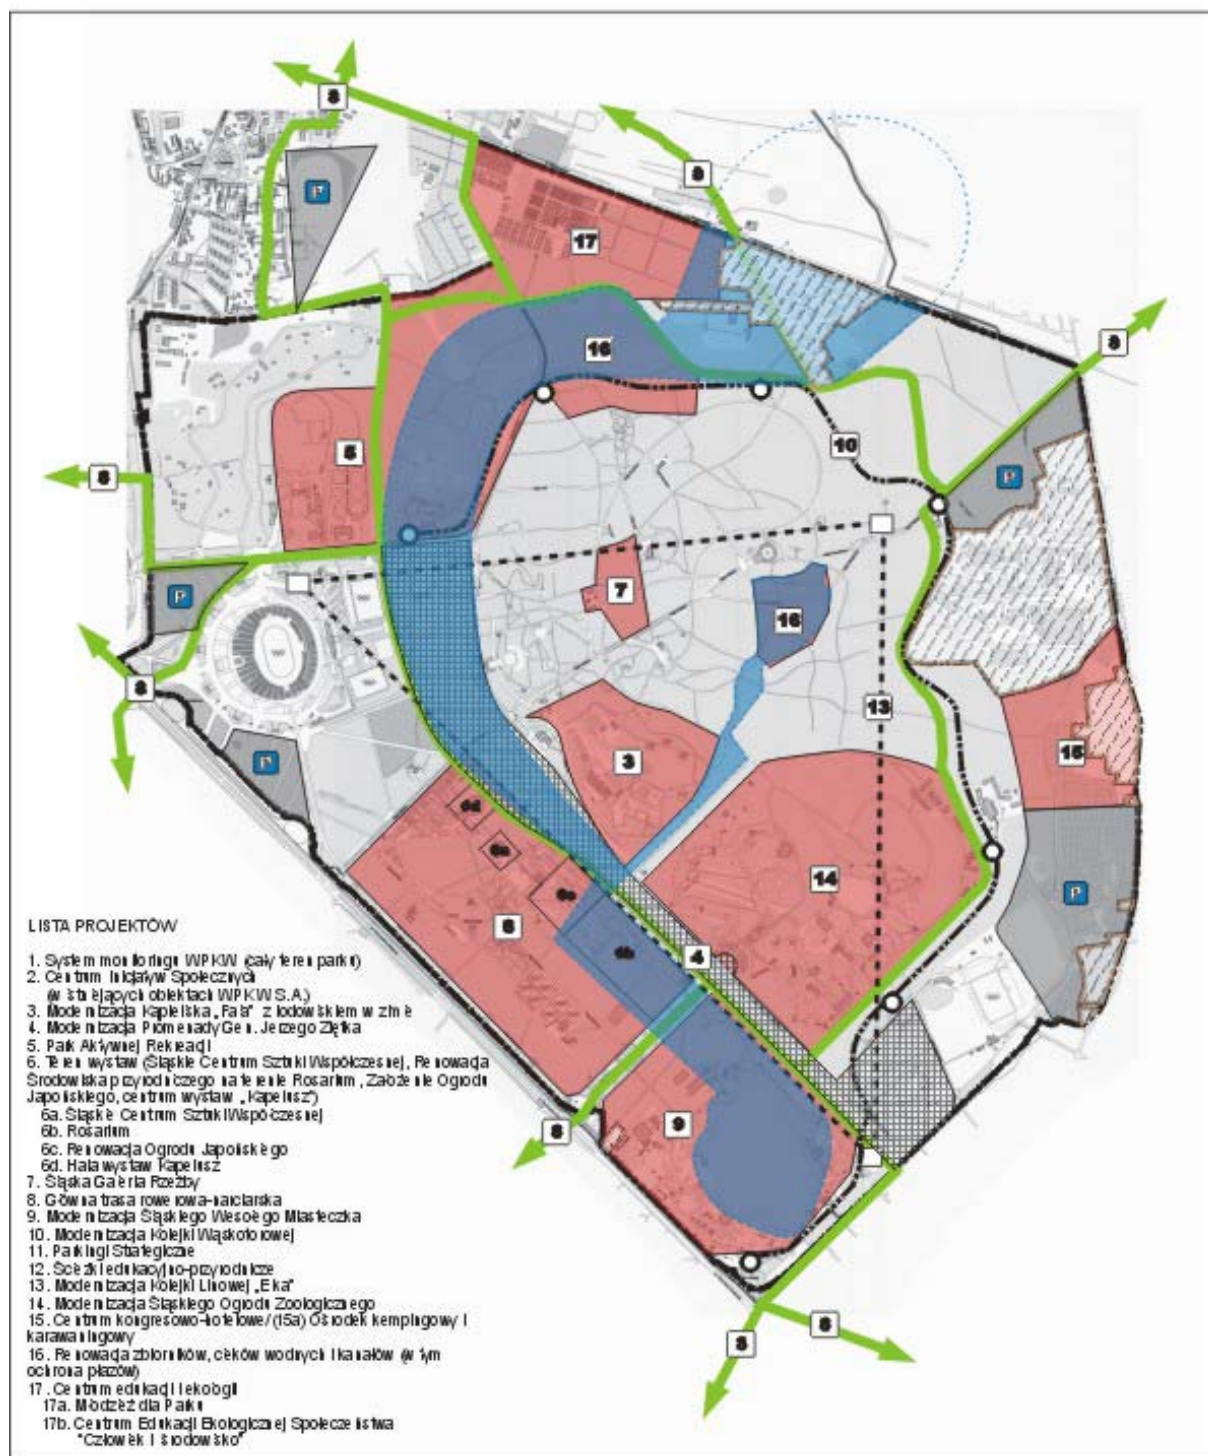 8
8
P
17
16
8
5
10
P
8
P
7
16
8
13
3
15
P
6d
6a
14
P
6c
6
4
6b
9
8
8
8
LISTA PROJEKTÓW
1. System monitoringu WPKW (cały teren parku)
2. Centrum Inicjatyw Społecznych
(w istniejących obiektach WPKW S.A.)
3. Modernizacja Kąpieliska „Fala" z lodowiskiem w zimie
4. Modernizacja Promenady Gen. Jerzego Ziętka
5. Park Aktywnej Rekreacji
6. Teren wystaw (Śląskie Centrum Sztuki Współczesnej, Renowacja
Środowiska przyrodniczego na terenie Rosarium, Założenie Ogrodu
Japońskiego, centrum wystaw „Kapelusz")
6a. Śląskie Centrum Sztuki Współczesnej
6b. Rosarium
6c. Renowacja Ogrodu Japońskiego
6d. Hala wystaw Kapelusz
7. Śląska Galeria Rzeźby
8. Główna trasa rowerowa-narciarska
9. Modernizacja Śląskiego Wesołego Miasteczka
10. Modernizacja Kolejki Wąskotorowej
11. Parkingi Strategiczne
12. Ścieżki edukacyjno-przyrodnicze
13. Modernizacja Kolejki Linowej „Elka"
14. Modernizacja Śląskiego Ogrodu Zoologicznego
15. Centrum kongresowo-hotelowe/(15a) Ośrodek kempingowy i
karawaningowy
16. Renowacja zbiorników, cieków wodnych i kanałów (w tym
ochrona płazów)
17. Centrum edukacji i ekologii
17a. Młodzież dla Parku
17b. Centrum Edukacji Ekologicznej Społeczeństwa
"Człowiek i środowisko"